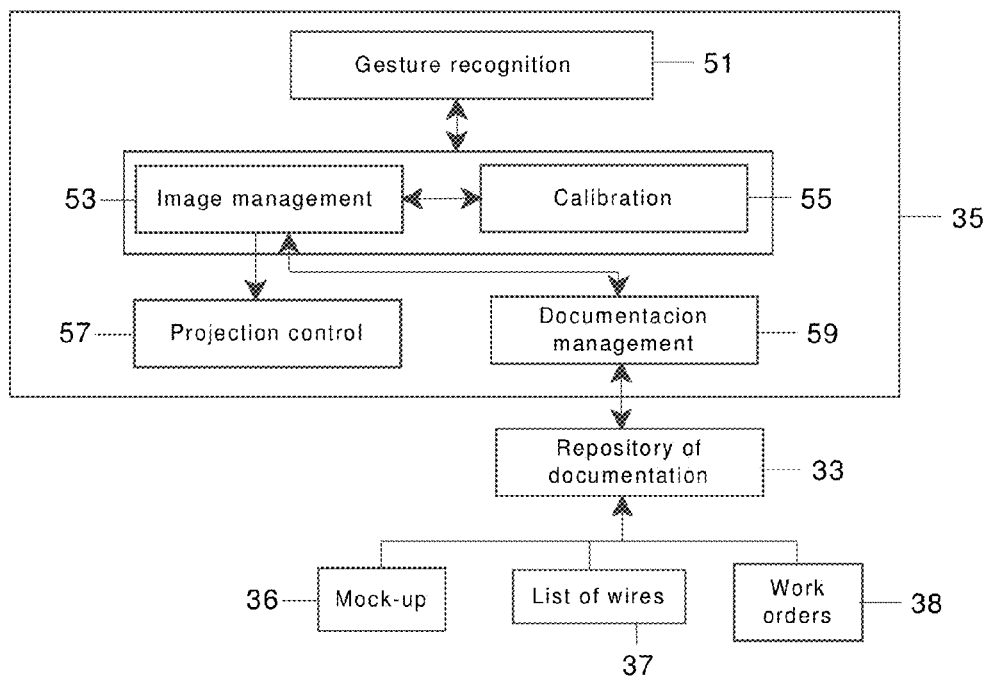 Gesture recognition
51
53
Image management
Calibration
55
35
57
Projection control
Documentacion
management
59
Repository of
documentation
33
36
Mock-up
List of wires
37
Work
orders
38